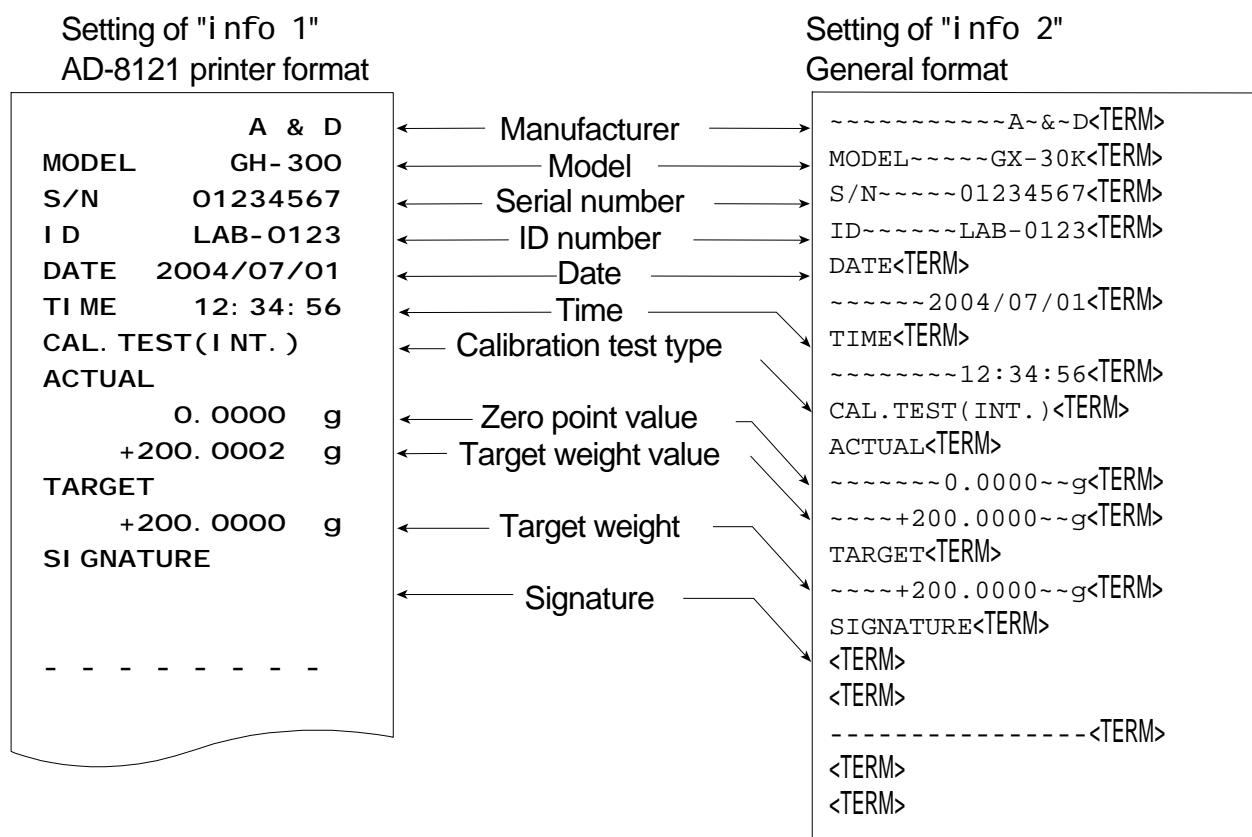 Setting of "info 1"
AD-8121 printer format
A & D
MODEL GH-300
S/N 01234567
ID LAB-0123
DATE 2004/07/01
TIME 12:34:56
CAL.TEST(INT.)
ACTUAL
0.0000 g
+200.0002 g
TARGET
+200.0000 g
SIGNATURE
- - - - - - - -
Manufacturer
Model
Serial number
ID number
Date
Time
Calibration test type
Zero point value
Target weight value
Target weight
Signature
Setting of "info 2"
General format
~~~~~~~~~~~A~&~D<TERM>
MODEL~~~~~GX-30K<TERM>
S/N~~~~~01234567<TERM>
ID~~~~~~LAB-0123<TERM>
DATE<TERM>
~~~~~~2004/07/01<TERM>
TIME<TERM>
~~~~~~~~12:34:56<TERM>
CAL.TEST(INT.)<TERM>
ACTUAL<TERM>
~~~~~~~0.0000~~g<TERM>
~~~~+200.0000~~g<TERM>
TARGET<TERM>
~~~~+200.0000~~g<TERM>
SIGNATURE<TERM>
<TERM>
<TERM>
----------------<TERM>
<TERM>
<TERM>